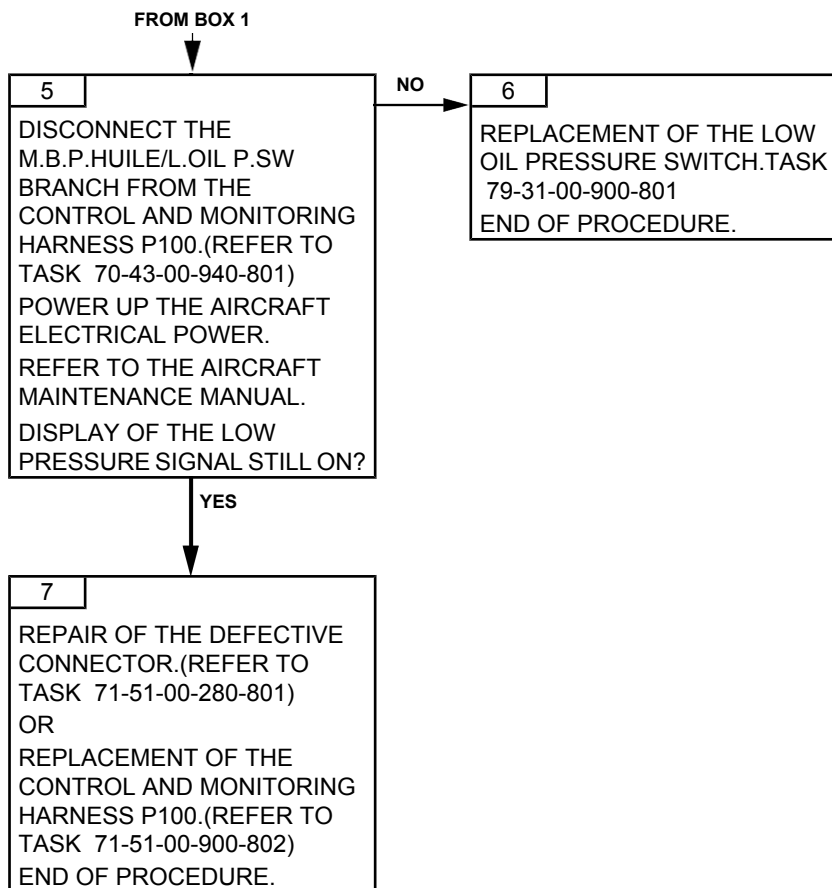 FROM BOX 1
5
DISCONNECT THE
M.B.P.HUILE/L.OIL P.SW
BRANCH FROM THE
CONTROL AND MONITORING
HARNESS P100.(REFER TO
TASK 70-43-00-940-801)
POWER UP THE AIRCRAFT
ELECTRICAL POWER.
REFER TO THE AIRCRAFT
MAINTENANCE MANUAL.
DISPLAY OF THE LOW
PRESSURE SIGNAL STILL ON?
NO
6
REPLACEMENT OF THE LOW
OIL PRESSURE SWITCH.TASK
79-31-00-900-801
END OF PROCEDURE.
YES
7
REPAIR OF THE DEFECTIVE
CONNECTOR.(REFER TO
TASK 71-51-00-280-801)
OR
REPLACEMENT OF THE
CONTROL AND MONITORING
HARNESS P100.(REFER TO
TASK 71-51-00-900-802)
END OF PROCEDURE.